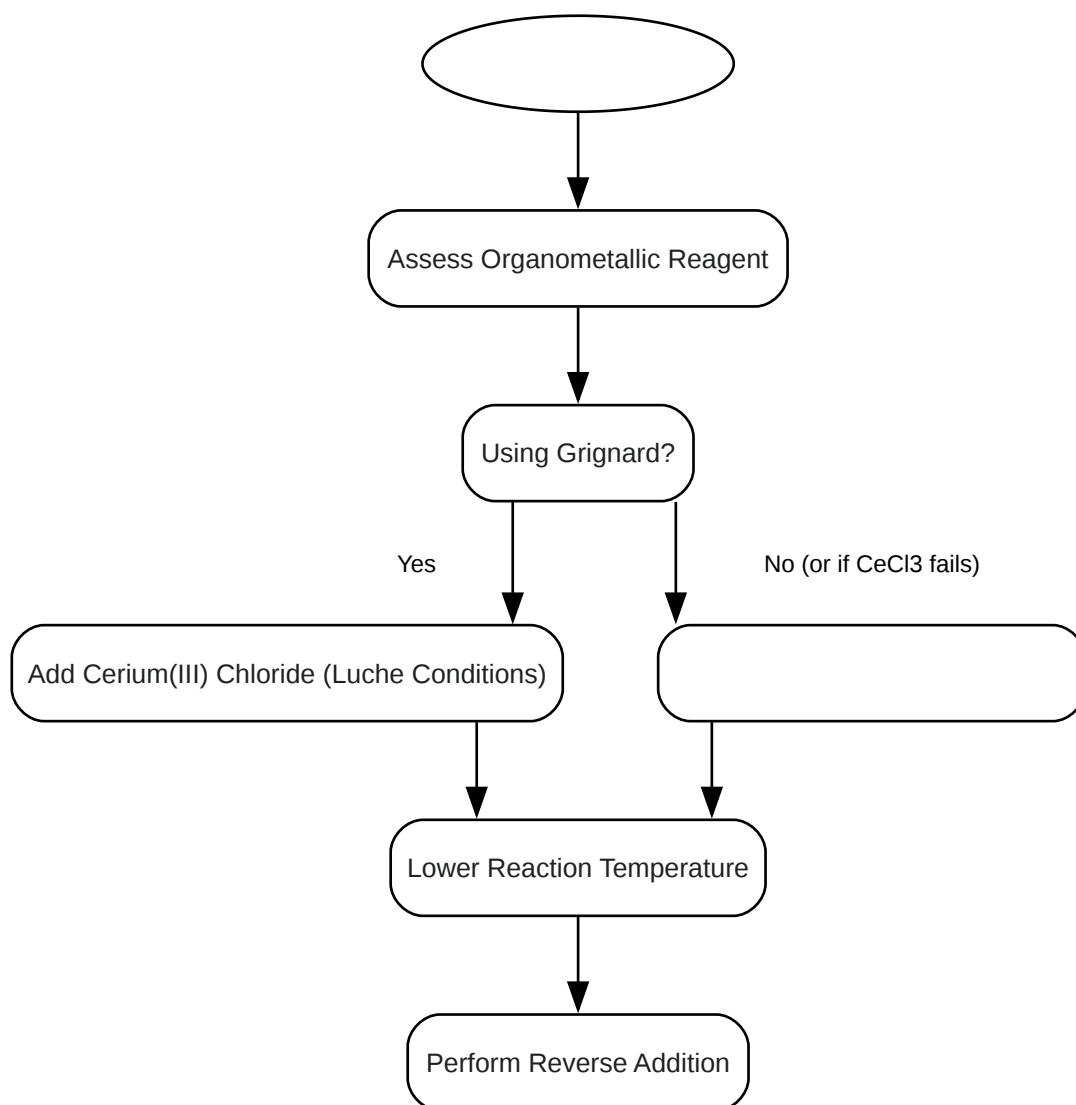 Assess Organometallic Reagent
Using Grignard?
Yes
No (or if CeCl3 fails)
Add Cerium(III) Chloride (Luche Conditions)
Lower Reaction Temperature
Perform Reverse Addition